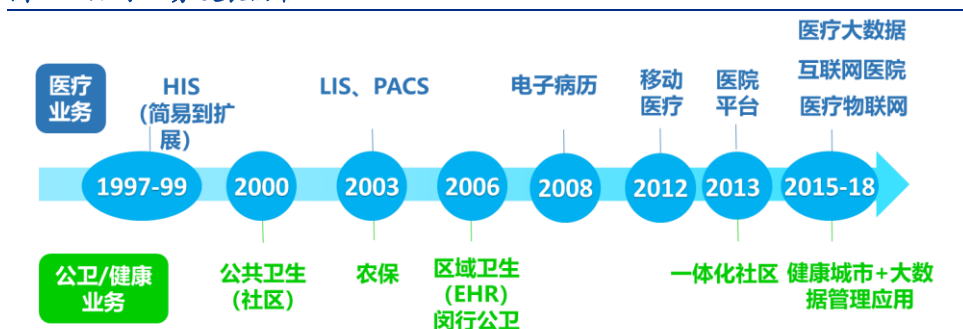 医疗大数据
医疗
业务
HIS
(简易到扩
展)
LIS、PACS
电子病历
移动
医疗
医院
平台
互联网医院
医疗物联网
1997-99
2000
2003
2006
2008
2012
2013
2015-18
公卫/健康
业务
公共卫生
(社区)
农保
区域卫生
(EHR)
闵行公卫
一体化社区
健康城市+大数
据管理应用